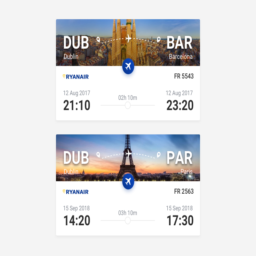 DUB BAR
Dublin Barcelona
RYANAIR FR 5543
12 Aug 2017 12 Aug 2017
02h 10m
21:10 23:20
DUB PAR
Dublin Paris
RYANAIR FR 2563
15 Sep 2018 15 Sep 2018
03h 10m
14:20 17:30